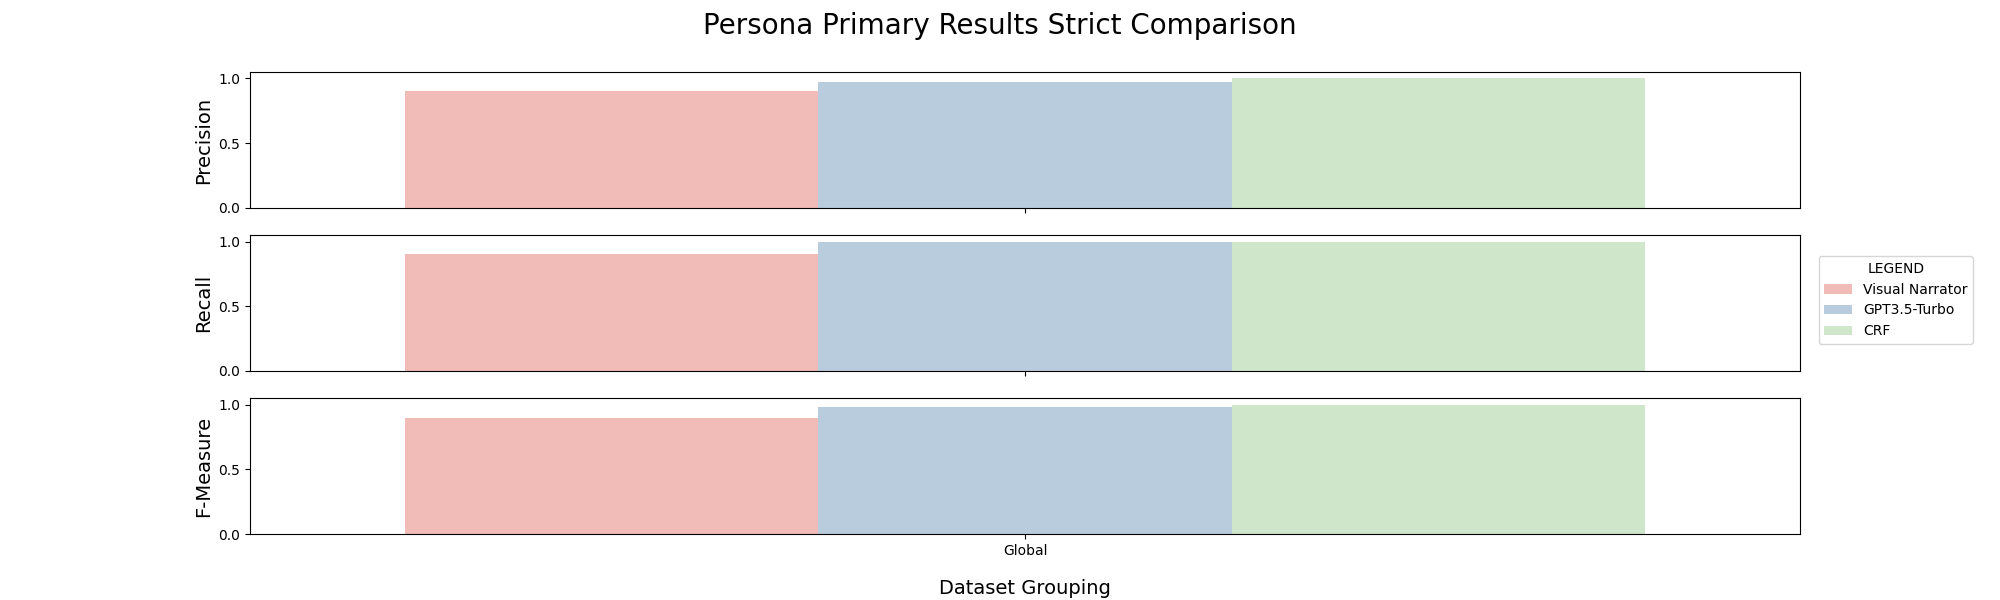 Persona Primary Results Strict Comparison
1.0
0.5
0.0
Precision
1.0
0.5
0.0
Recall
1.0
0.5
0.0
F-Measure
Global
Dataset Grouping
LEGEND
Visual Narrator
GPT3.5-Turbo
CRF